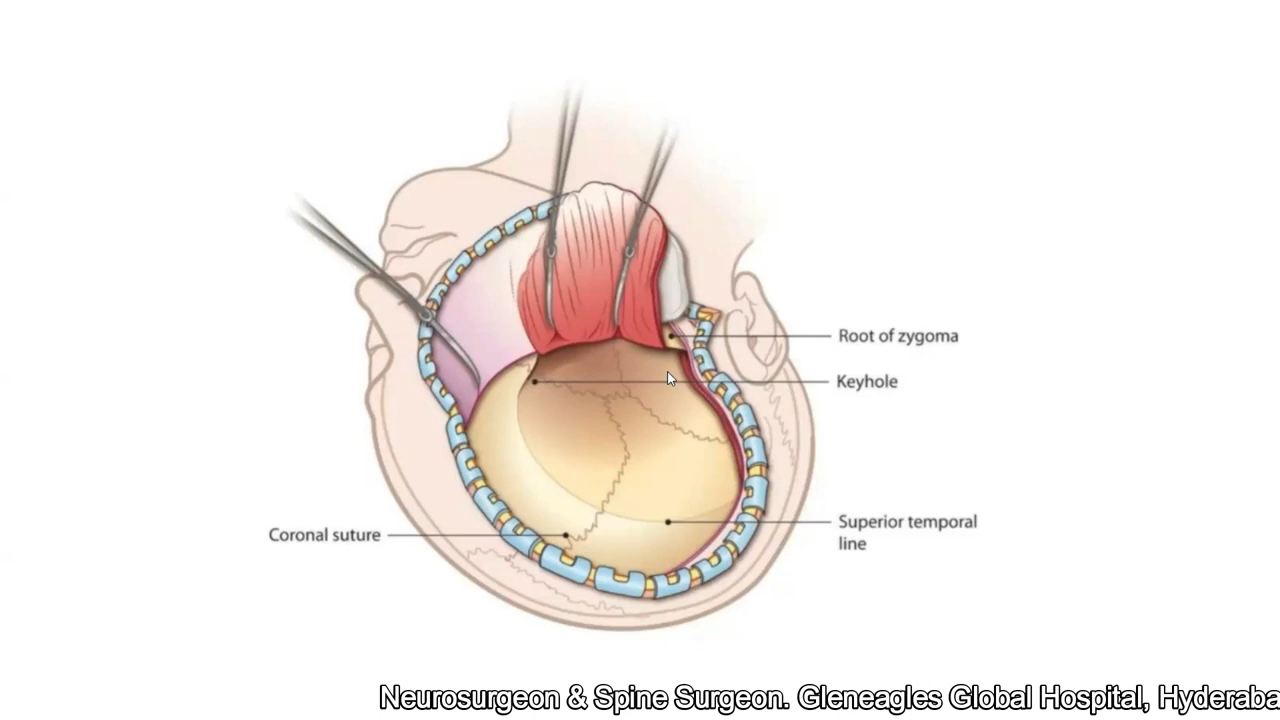 Root of zygoma
Keyhole
Superior temporal
line
Coronal suture
Neurosurgeon & Spine Surgeon. Gleneagles Global Hospital, Hyderaba